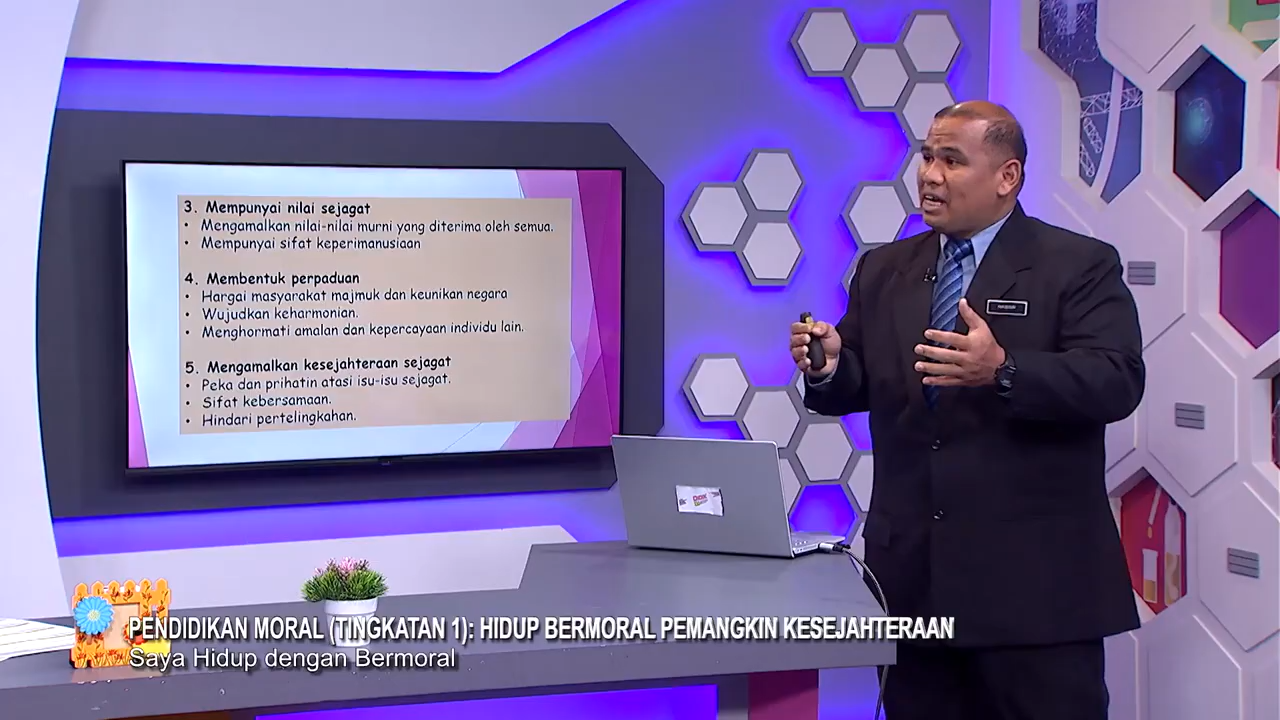 3. Mempunyai nilai sejagat
• Mengamalkan nilai-nilai murni yang diterima oleh semua.
• Mempunyai sifat keperimanusiaan
4. Membentuk perpaduan
• Hargai masyarakat majmuk dan keunikan negara
• Wujudkan keharmonian.
• Menghormati amalan dan kepercayaan individu lain.
5. Mengamalkan kesejahteraan sejagat
• Peka dan prihatin atasi isu-isu sejagat.
• Sifat kebersamaan.
• Hindari pertelingkahan.
PENDIDIKAN MORAL (TINGKATAN 1): HIDUP BERMORAL PEMANGKIN KESEJAHTERAAN
Saya Hidup dengan Bermoral